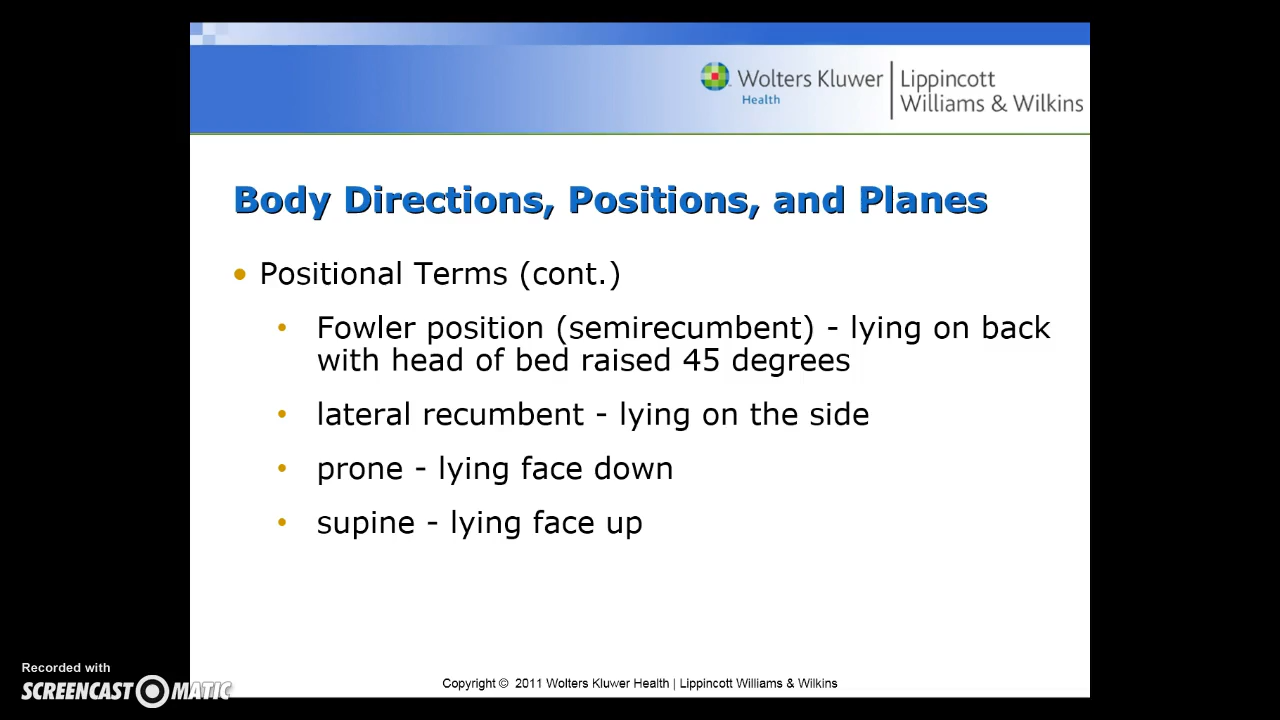 Wolters Kluwer
Health
Lippincott
Williams & Wilkins
Body Directions, Positions, and Planes
• Positional Terms (cont.)
• Fowler position (semirecumbent) - lying on back
with head of bed raised 45 degrees
• lateral recumbent - lying on the side
• prone - lying face down
• supine - lying face up
Recorded with
SCREENCAST-O-MATIC
Copyright © 2011 Wolters Kluwer Health | Lippincott Williams & Wilkins